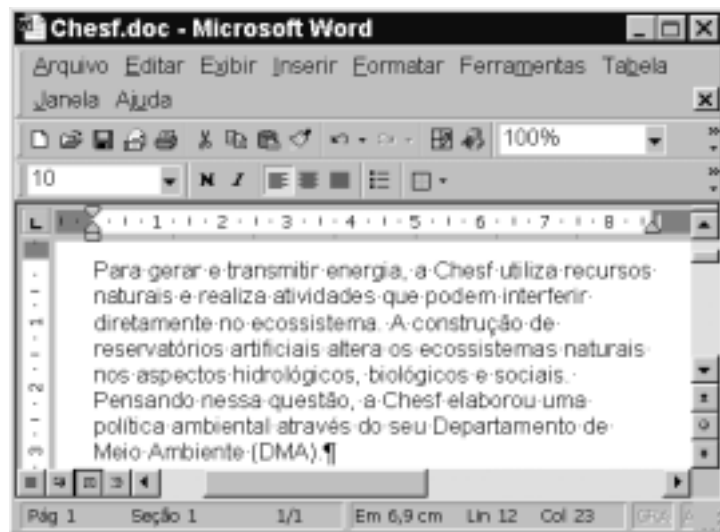 Chesf.doc - Microsoft Word
Arquivo Editar Exibir Inserir Formatar Ferramentas Tabela
Janela Ajuda
100%
10 N I
1 2 3 4 5 6 7 8
Para gerar e transmitir energia, a Chesf utiliza recursos
naturais e realiza atividades que podem interferir
diretamente no ecossistema. A construção de
reservatórios artificiais altera os ecossistemas naturais
nos aspectos hidrológicos, biológicos e sociais.
Pensando nessa questão, a Chesf elaborou uma
política ambiental através do seu Departamento de
Meio Ambiente (DMA).¶
1
2
3
Pág 1 Seção 1 1/1 Em 6,9 cm Lin 12 Col 23 GRA